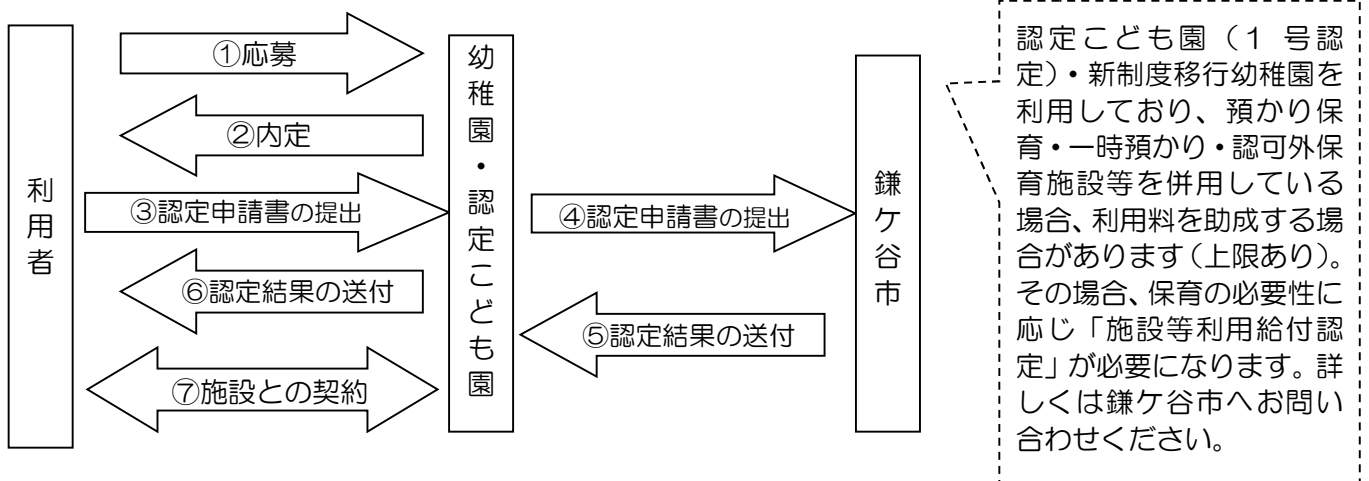 利用者
①応募
②内定
③認定申請書の提出
⑥認定結果の送付
⑦施設との契約
幼稚園・認定こども園
④認定申請書の提出
⑤認定結果の送付
鎌ケ谷市
認定こども園（1 号認
定）・新制度移行幼稚園を
利用しており、預かり保
育・一時預かり・認可外保
育施設等を併用している
場合、利用料を助成する場
合があります（上限あり）。
その場合、保育の必要性に
応じ「施設等利用給付認
定」が必要になります。詳
しくは鎌ケ谷市へお問い
合わせください。